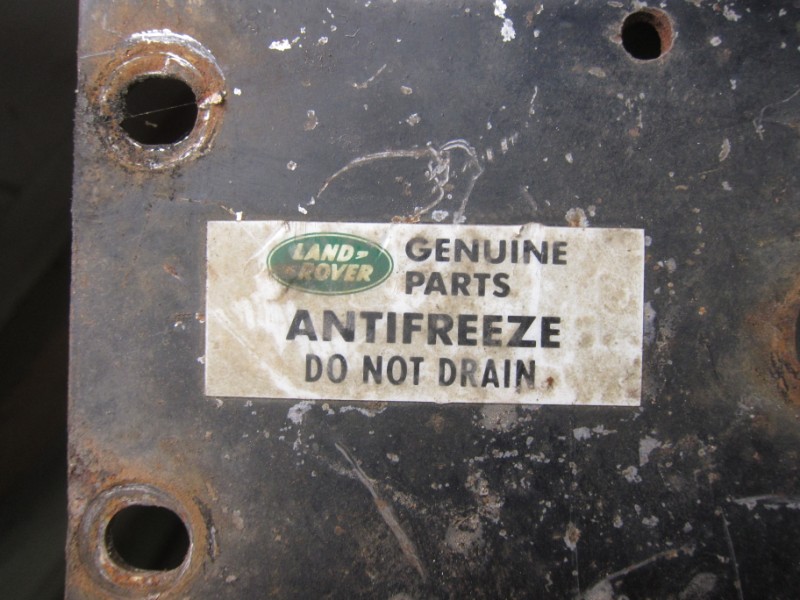 LAND-
-ROVER
GENUINE
PARTS
ANTIFREEZE
DO NOT DRAIN